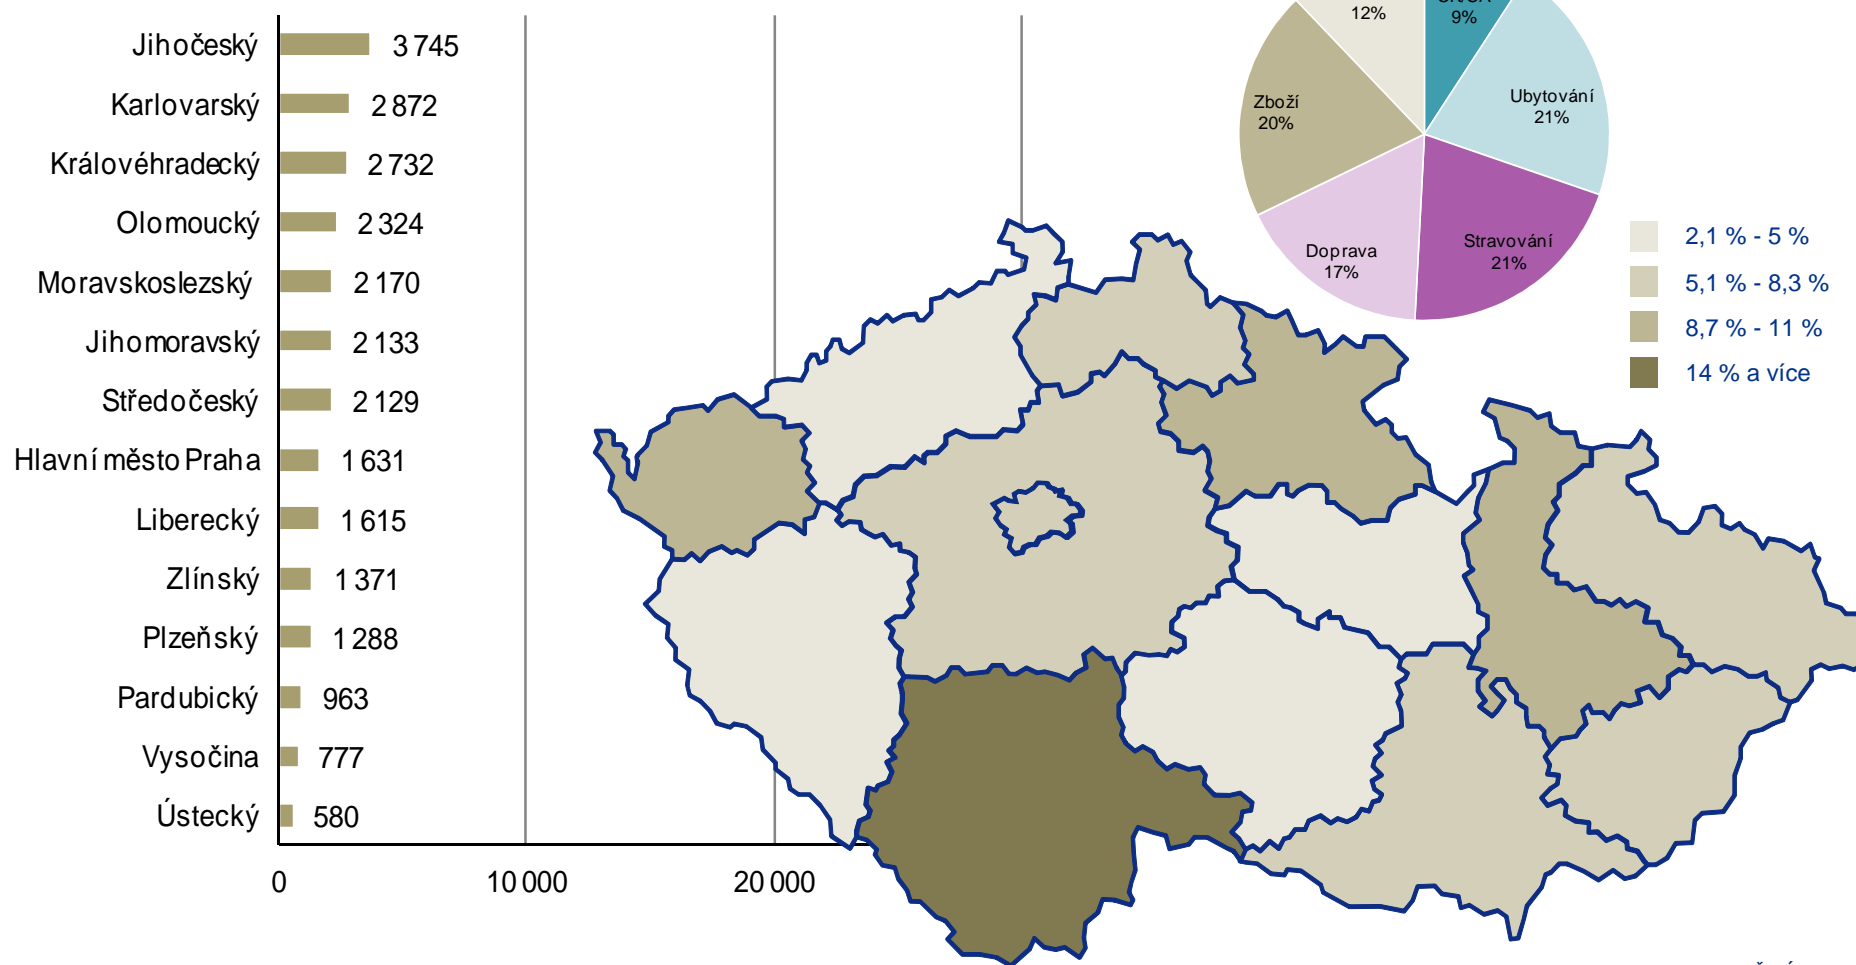 Jihočeský 3 745
Karlovarský 2 872
Královéhradecký 2 732
Olomoucký 2 324
Moravskoslezský 2 170
Jihomoravský 2 133
Středočeský 2 129
Hlavní město Praha 1 631
Liberecký 1 615
Zlínský 1 371
Plzeňský 1 288
Pardubický 963
Vysočina 777
Ústecký 580
0 10 000 20 000
12%
9%
Ubytování
21%
Stravování
21%
Doprava
17%
Zboží
20%
2,1 % - 5 %
5,1 % - 8,3 %
8,7 % - 11 %
14 % a více